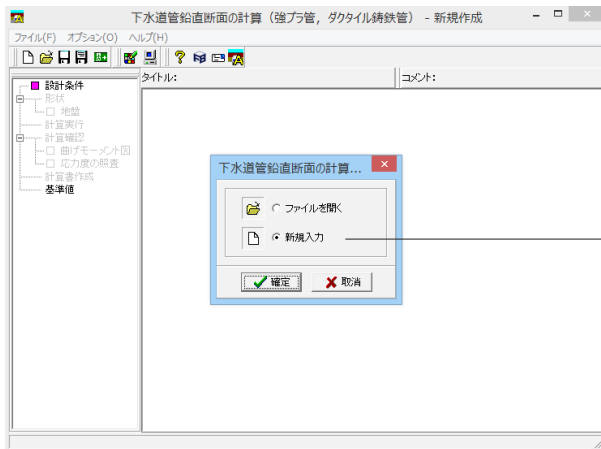 下水道管鉛直断面の計算（強プラ管，ダクタイル鋳鉄管） - 新規作成
ファイル(F) オプション(O) ヘルプ(H)
タイトル:
コメント:
設計条件
形状
地盤
計算実行
計算確認
曲げモーメント図
応力度の照査
計算書作成
基準値
下水道管鉛直断面の計算...
ファイルを開く
新規入力
確定
取消